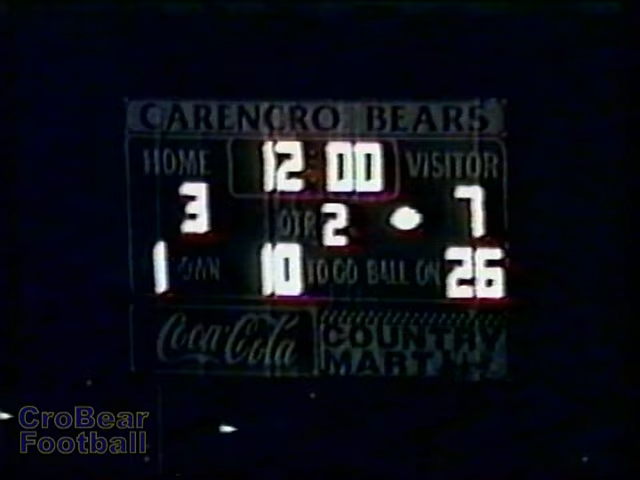 CARENCRO BEARS
HOME 12:00 VISITOR
3 QTR 2 7
1 DOWN 10 TO GO BALL ON 26
Coca-Cola COUNTRY
MART
CroBear
Football